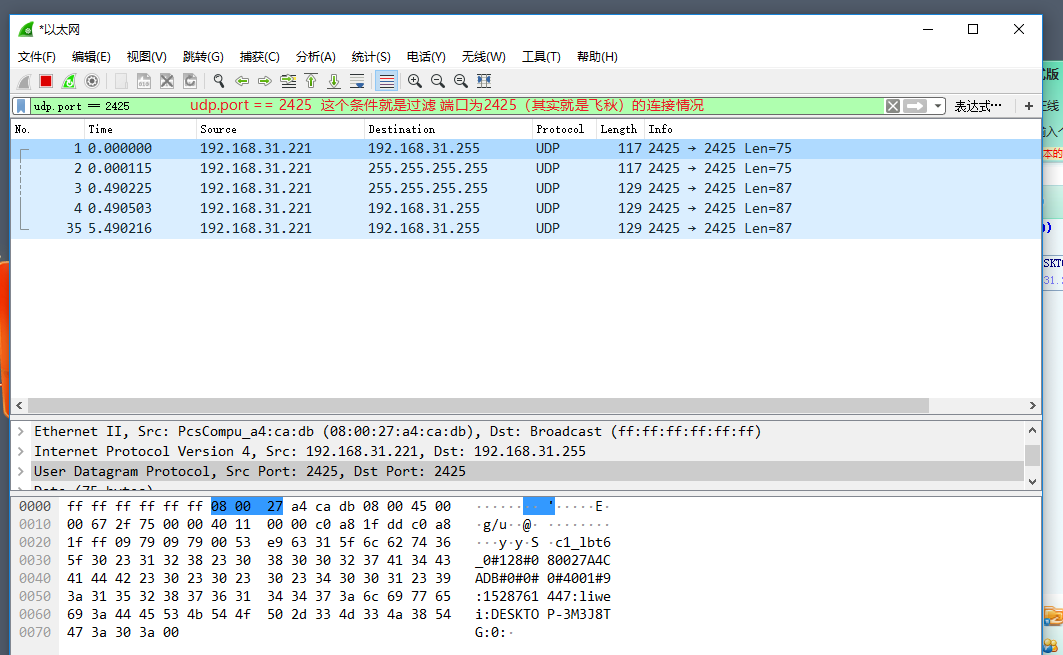 *以太网
文件(F) 编辑(E) 视图(V) 跳转(G) 捕获(C) 分析(A) 统计(S) 电话(Y) 无线(W) 工具(T) 帮助(H)
udp.port == 2425 udp.port == 2425 这个条件就是过滤 端口为2425（其实就是飞秋）的连接情况 表达式… +
No. Time Source Destination Protocol Length Info
1 0.000000 192.168.31.221 192.168.31.255 UDP 117 2425 → 2425 Len=75
2 0.000115 192.168.31.221 255.255.255.255 UDP 117 2425 → 2425 Len=75
3 0.490225 192.168.31.221 255.255.255.255 UDP 129 2425 → 2425 Len=87
4 0.490503 192.168.31.221 192.168.31.255 UDP 129 2425 → 2425 Len=87
35 5.490216 192.168.31.221 192.168.31.255 UDP 129 2425 → 2425 Len=87
Ethernet II, Src: PcsCompu_a4:ca:db (08:00:27:a4:ca:db), Dst: Broadcast (ff:ff:ff:ff:ff:ff)
Internet Protocol Version 4, Src: 192.168.31.221, Dst: 192.168.31.255
User Datagram Protocol, Src Port: 2425, Dst Port: 2425
Data (75 bytes)
0000 ff ff ff ff ff ff 08 00 27 a4 ca db 08 00 45 00 ········ '·····E·
0010 00 67 2f 75 00 00 40 11 00 00 c0 a8 1f dd c0 a8 ·g/u··@· ········
0020 1f ff 09 79 09 79 00 53 e9 63 31 5f 6c 62 74 36 ···y·y·S ·c1_lbt6
0030 5f 30 23 31 32 38 23 30 38 30 30 32 37 41 34 43 _0#128#0 80027A4C
0040 41 44 42 23 30 23 30 23 30 23 34 30 30 31 23 39 ADB#0#0# 0#4001#9
0050 3a 31 35 32 38 37 36 31 34 34 37 3a 6c 69 77 65 :1528761 447:liwe
0060 69 3a 44 45 53 4b 54 4f 50 2d 33 4d 33 4a 38 54 i:DESKTO P-3M3J8T
0070 47 3a 30 3a 00 G:0:·